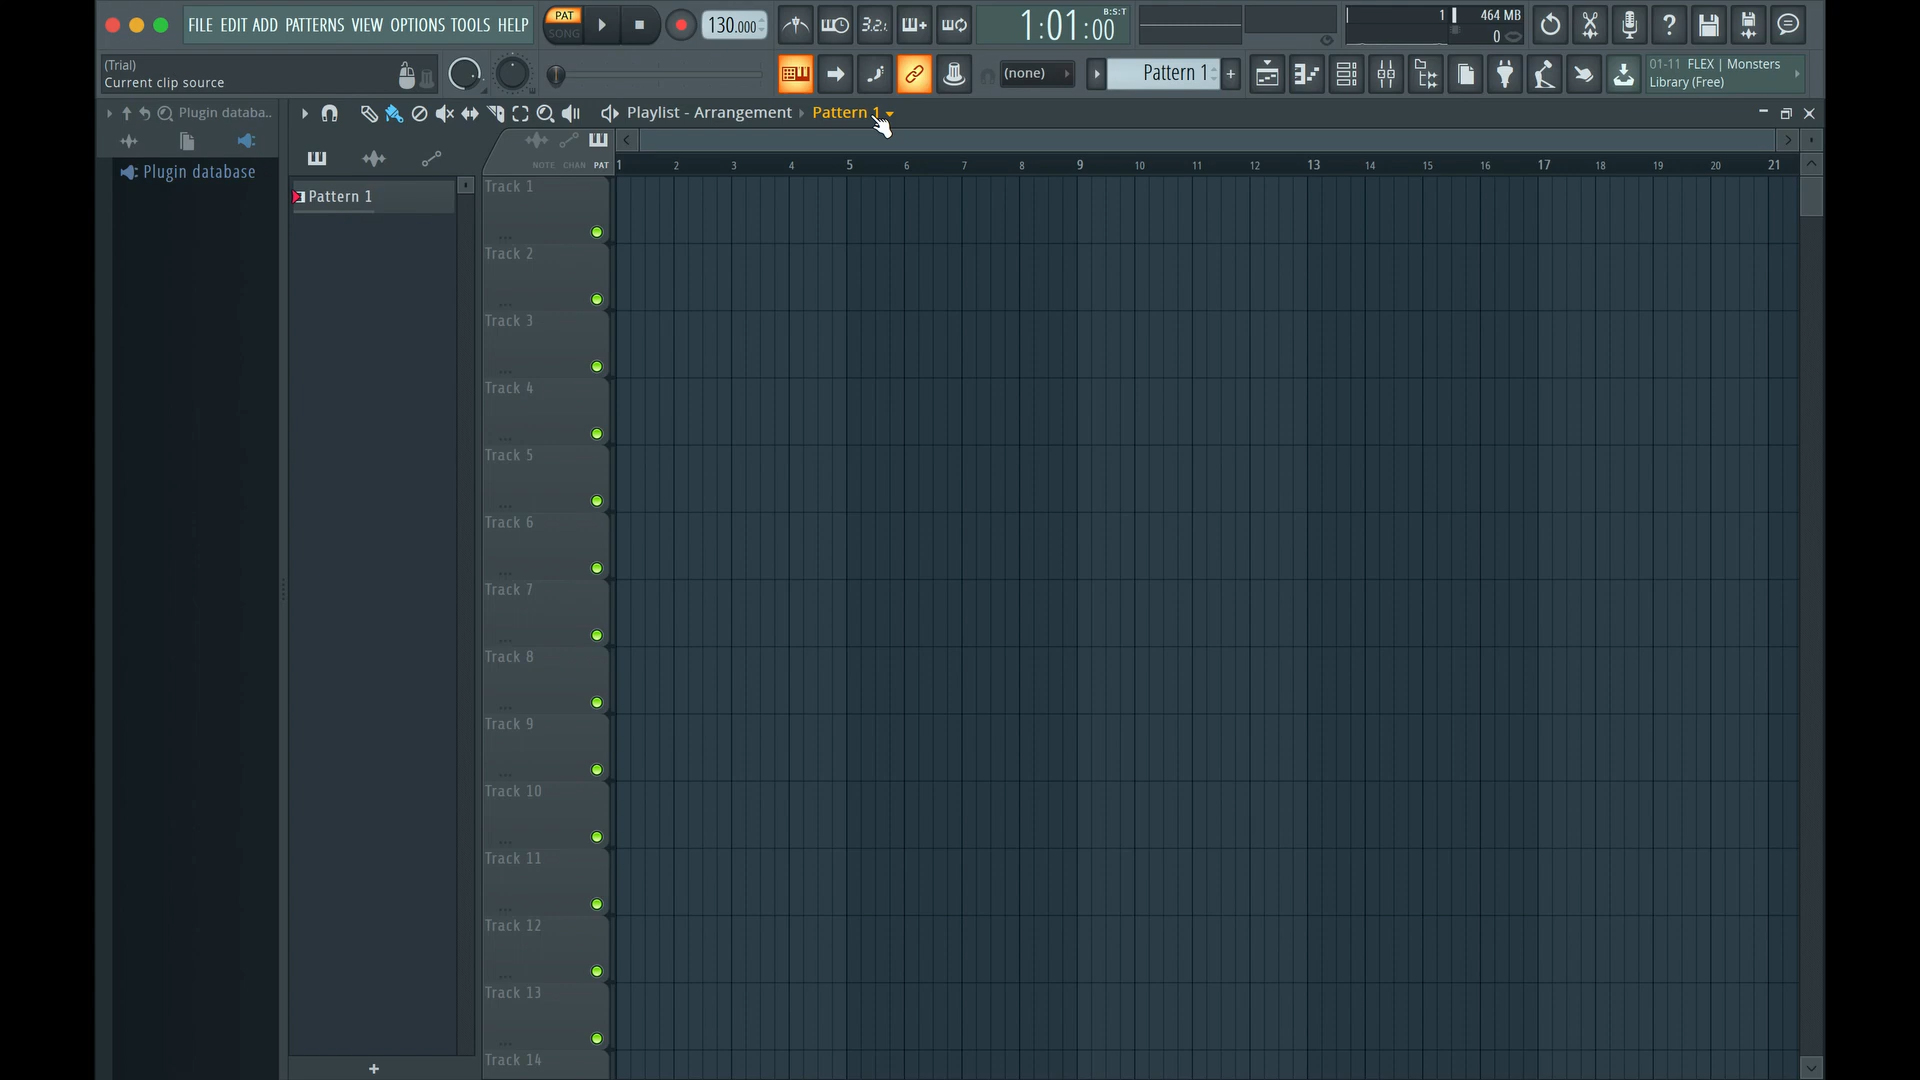 FILE EDIT ADD PATTERNS VIEW OPTIONS TOOLS HELP
PAT
SONG
130.000
3.2.
1:01:00
B:S:T
1
464 MB
0
(Trial)
Current clip source
(none)
Pattern 1
+
01-11 FLEX | Monsters
Library (Free)
Plugin databa..
Playlist - Arrangement
Pattern 1
NOTE CHAN PAT
1 2 3 4 5 6 7 8 9 10 11 12 13 14 15 16 17 18 19 20 21
Plugin database
Pattern 1
Track 1
Track 2
Track 3
Track 4
Track 5
Track 6
Track 7
Track 8
Track 9
Track 10
Track 11
Track 12
Track 13
Track 14
+